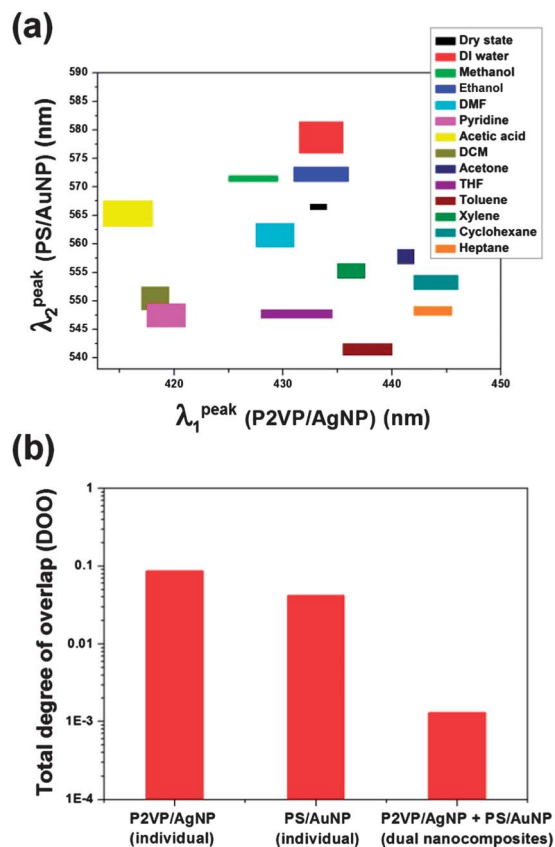 (a)
Dry state
DI water
Methanol
Ethanol
DMF
Pyridine
Acetic acid
DCM
Acetone
THF
Toluene
Xylene
Cyclohexane
Heptane
590
585
580
575
570
565
560
555
550
545
540
λ₂ᵖᵉᵃᵏ (PS/AuNP) (nm)
420 430 440 450
λ₁ᵖᵉᵃᵏ (P2VP/AgNP) (nm)
(b)
Total degree of overlap (DOO)
1
0.1
0.01
1E-3
1E-4
P2VP/AgNP PS/AuNP P2VP/AgNP + PS/AuNP
(individual) (individual) (dual nanocomposites)